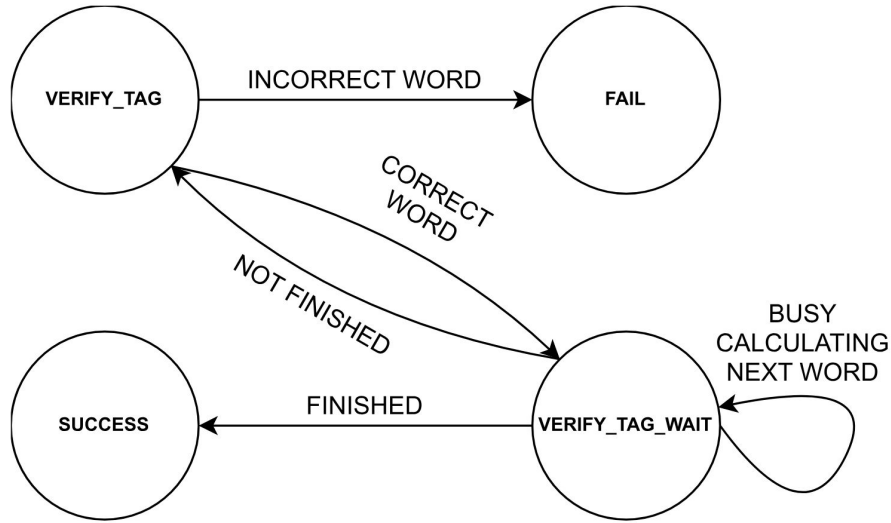 INCORRECT WORD
VERIFY_TAG
FAIL
CORRECT
WORD
NOT FINISHED
BUSY
CALCULATING
NEXT WORD
FINISHED
SUCCESS
VERIFY_TAG_WAIT